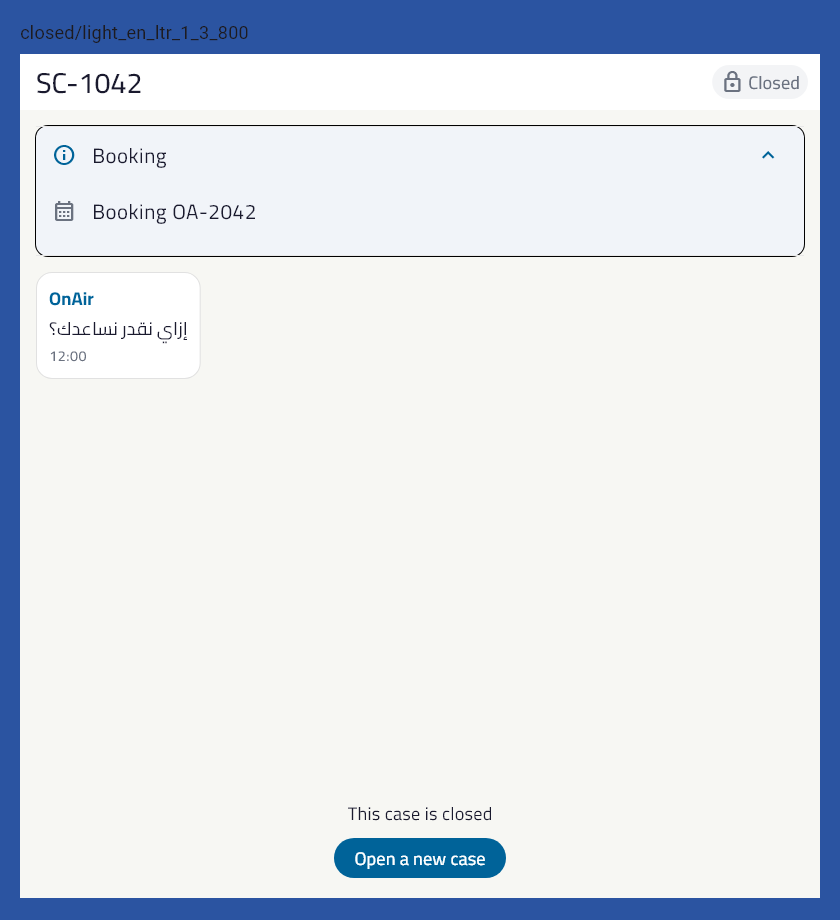 closed/light_en_ltr_1_3_800
SC-1042
Closed
Booking
Booking OA-2042
OnAir
إزاي نقدر نساعدك؟
12:00
This case is closed
Open a new case